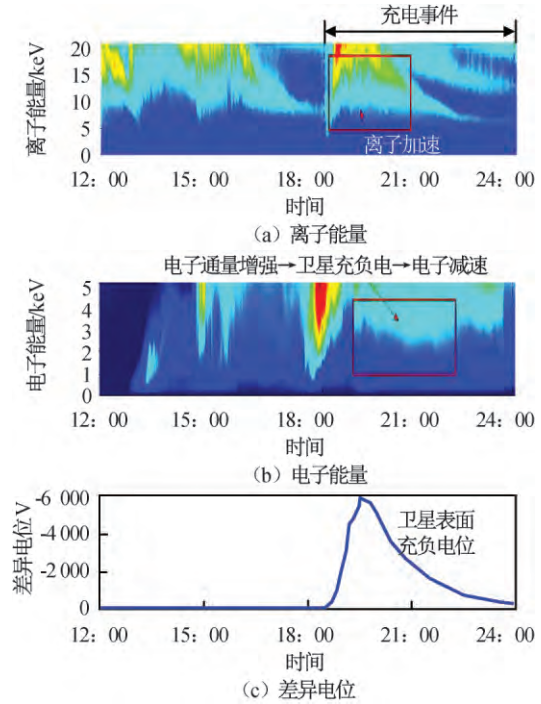 充电事件
离子能量/keV
20
15
10
5
0
离子加速
12：00 15：00 18：00 21：00 24：00
时间
（a）离子能量
电子通量增强→卫星充负电→电子减速
电子能量/keV
5
4
3
2
1
0
12：00 15：00 18：00 21：00 24：00
时间
（b）电子能量
差异电位V
-6 000
-4 000
-2 000
0
卫星表面
充负电位
12：00 15：00 18：00 21：00 24：00
时间
（c）差异电位